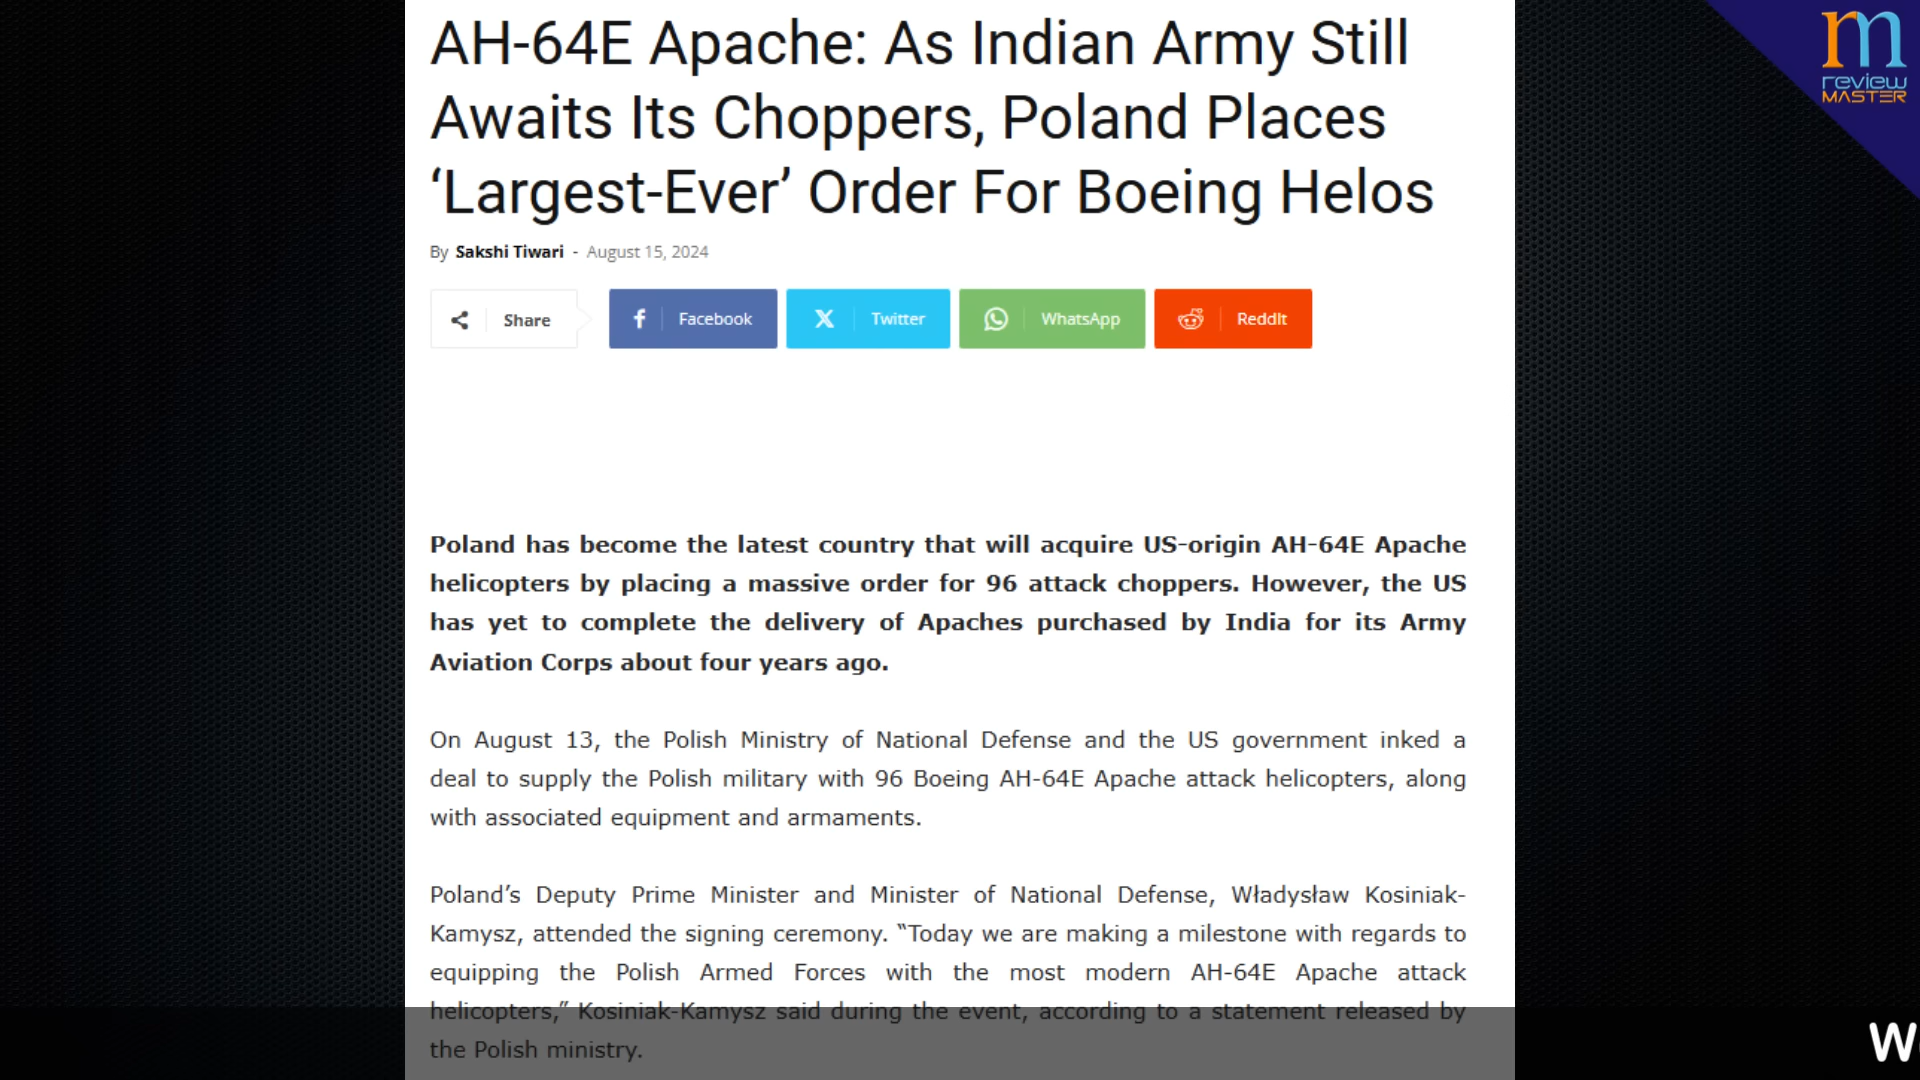 AH-64E Apache: As Indian Army Still
Awaits Its Choppers, Poland Places
‘Largest-Ever’ Order For Boeing Helos
By Sakshi Tiwari - August 15, 2024
Share
Facebook
Twitter
WhatsApp
ReddIt
Poland has become the latest country that will acquire US-origin AH-64E Apache
helicopters by placing a massive order for 96 attack choppers. However, the US
has yet to complete the delivery of Apaches purchased by India for its Army
Aviation Corps about four years ago.
On August 13, the Polish Ministry of National Defense and the US government inked a
deal to supply the Polish military with 96 Boeing AH-64E Apache attack helicopters, along
with associated equipment and armaments.
Poland’s Deputy Prime Minister and Minister of National Defense, Władysław Kosiniak-
Kamysz, attended the signing ceremony. “Today we are making a milestone with regards to
equipping the Polish Armed Forces with the most modern AH-64E Apache attack
helicopters,” Kosiniak-Kamysz said during the event, according to a statement released by
the Polish ministry.
rm
review
MASTER